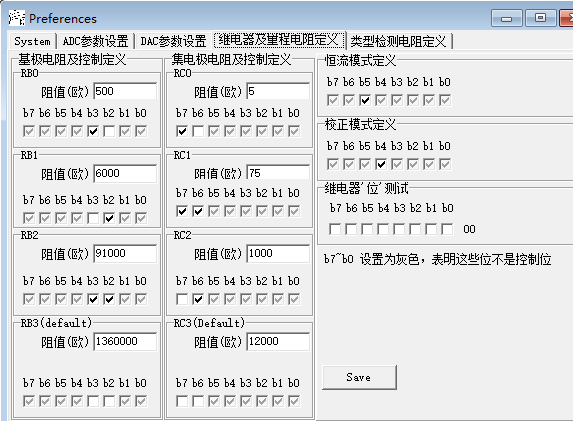 Preferences
System ADC参数设置 DAC参数设置 继电器及量程电阻定义 类型检测电阻定义
基极电阻及控制定义
RB0
阻值(欧) 500
b7 b6 b5 b4 b3 b2 b1 b0
RB1
阻值(欧) 6000
b7 b6 b5 b4 b3 b2 b1 b0
RB2
阻值(欧) 91000
b7 b6 b5 b4 b3 b2 b1 b0
RB3(default)
阻值(欧) 1360000
b7 b6 b5 b4 b3 b2 b1 b0
集电极电阻及控制定义
RC0
阻值(欧) 5
b7 b6 b5 b4 b3 b2 b1 b0
RC1
阻值(欧) 75
b7 b6 b5 b4 b3 b2 b1 b0
RC2
阻值(欧) 1000
b7 b6 b5 b4 b3 b2 b1 b0
RC3(Default)
阻值(欧) 12000
b7 b6 b5 b4 b3 b2 b1 b0
恒流模式定义
b7 b6 b5 b4 b3 b2 b1 b0
校正模式定义
b7 b6 b5 b4 b3 b2 b1 b0
继电器'位'测试
b7 b6 b5 b4 b3 b2 b1 b0
00
b7~b0 设置为灰色，表明这些位不是控制位
Save